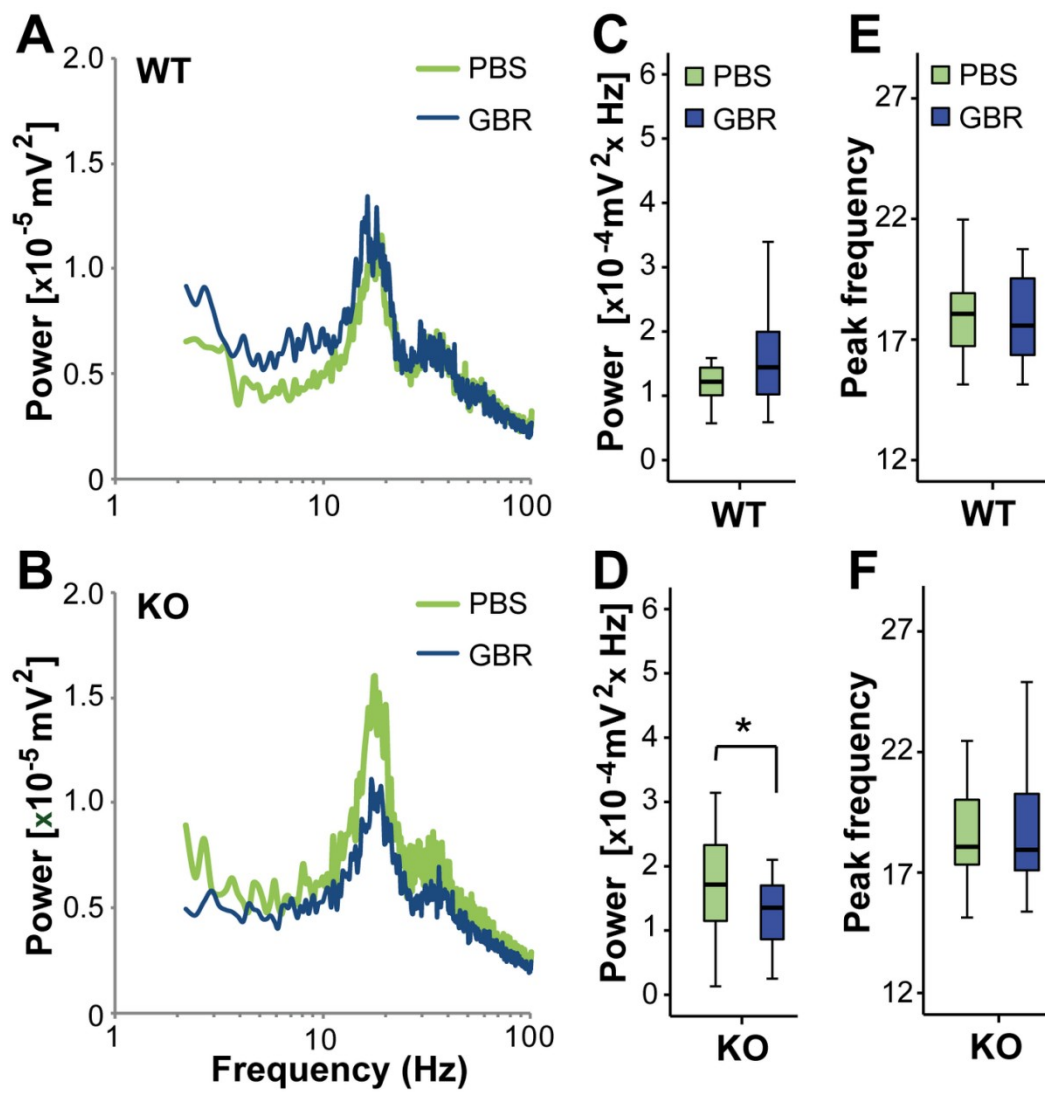 A
WT
PBS
GBR
Power [x10⁻⁵mV²]
2.0
1.5
1.0
0.5
0
1
10
100
B
KO
PBS
GBR
Power [x10⁻⁵mV²]
2.0
1.5
1.0
0.5
0
1
10
100
Frequency (Hz)
C
PBS
GBR
Power [x10⁻⁴mV²x Hz]
6
5
4
3
2
1
0
WT
D
*
Power [x10⁻⁴mV²x Hz]
6
5
4
3
2
1
0
KO
E
PBS
GBR
Peak frequency
27
22
17
12
WT
F
Peak frequency
27
22
17
12
KO